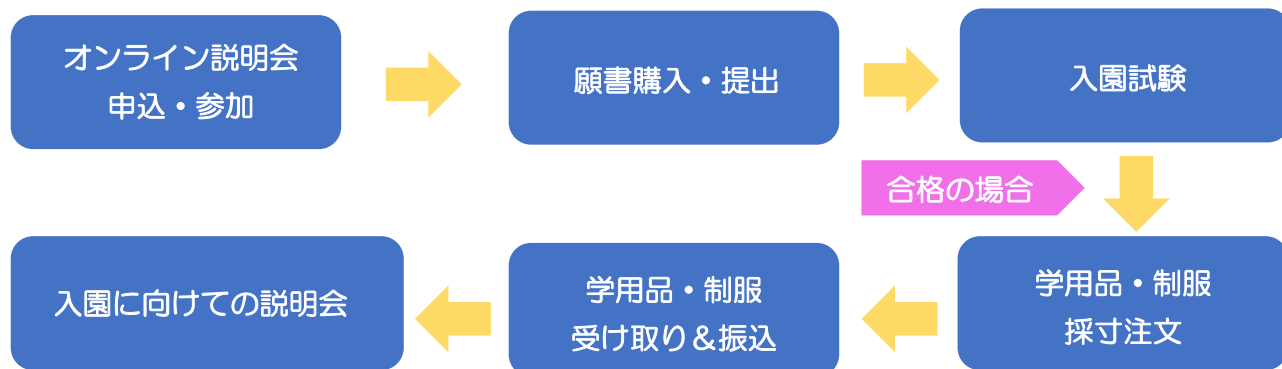 オンライン説明会
申込・参加
願書購入・提出
入園試験
合格の場合
学用品・制服
採寸注文
学用品・制服
受け取り＆振込
入園に向けての説明会